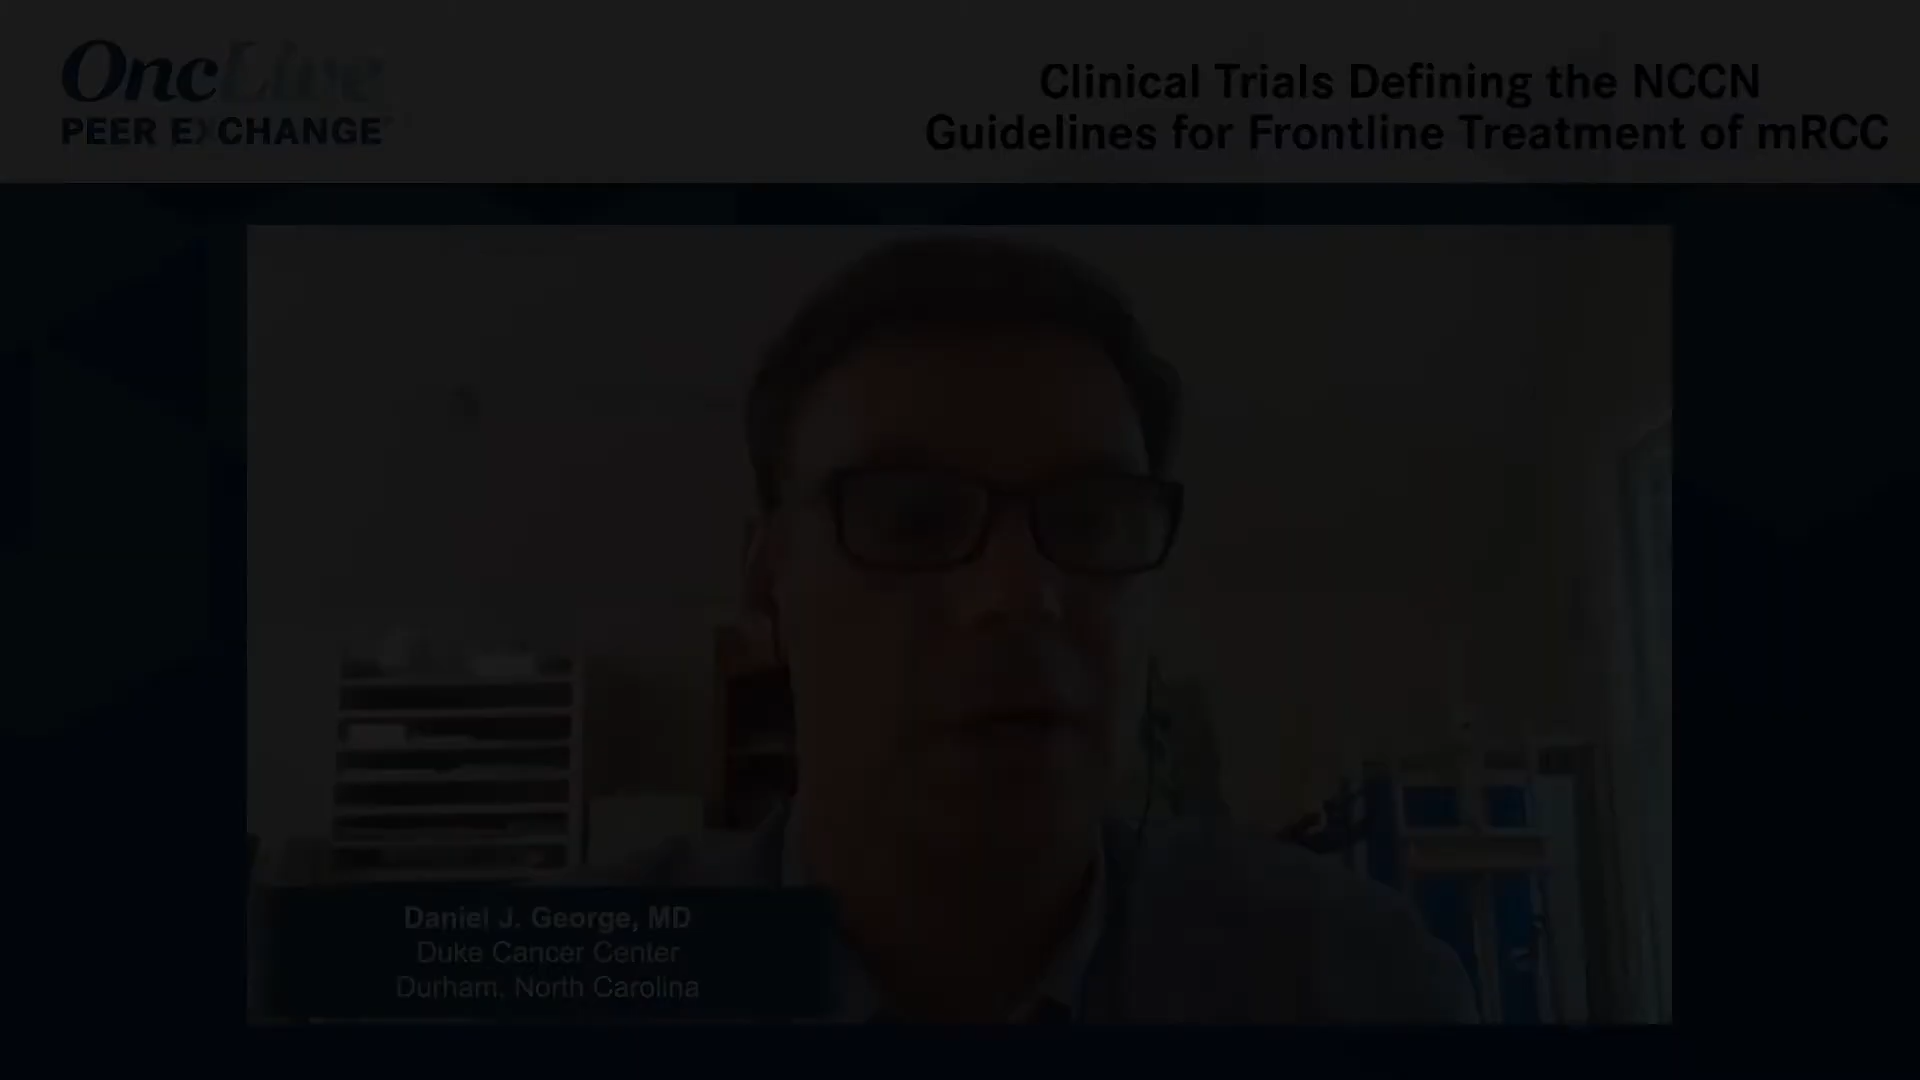 OncLive
PEER EXCHANGE
Clinical Trials Defining the NCCN
Guidelines for Frontline Treatment of mRCC
Daniel J. George, MD
Duke Cancer Center
Durham, North Carolina